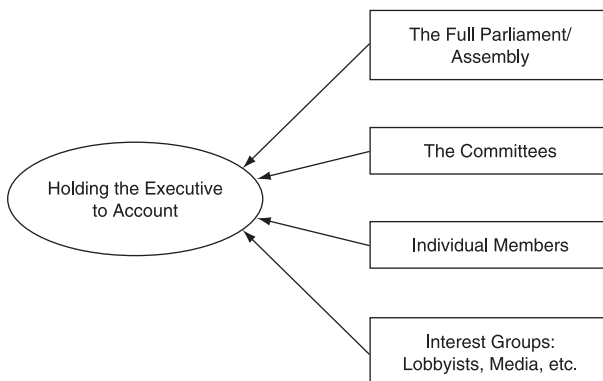 The Full Parliament/
Assembly
The Committees
Holding the Executive
to Account
Individual Members
Interest Groups:
Lobbyists, Media, etc.